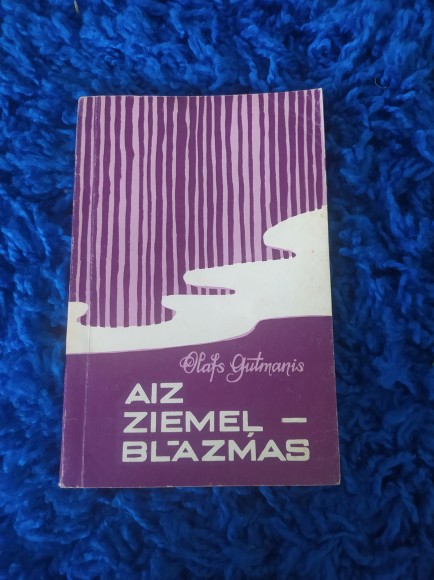 Olafs Gutmanis
AIZ
ZIEMEĻ –
BLĀZMAS